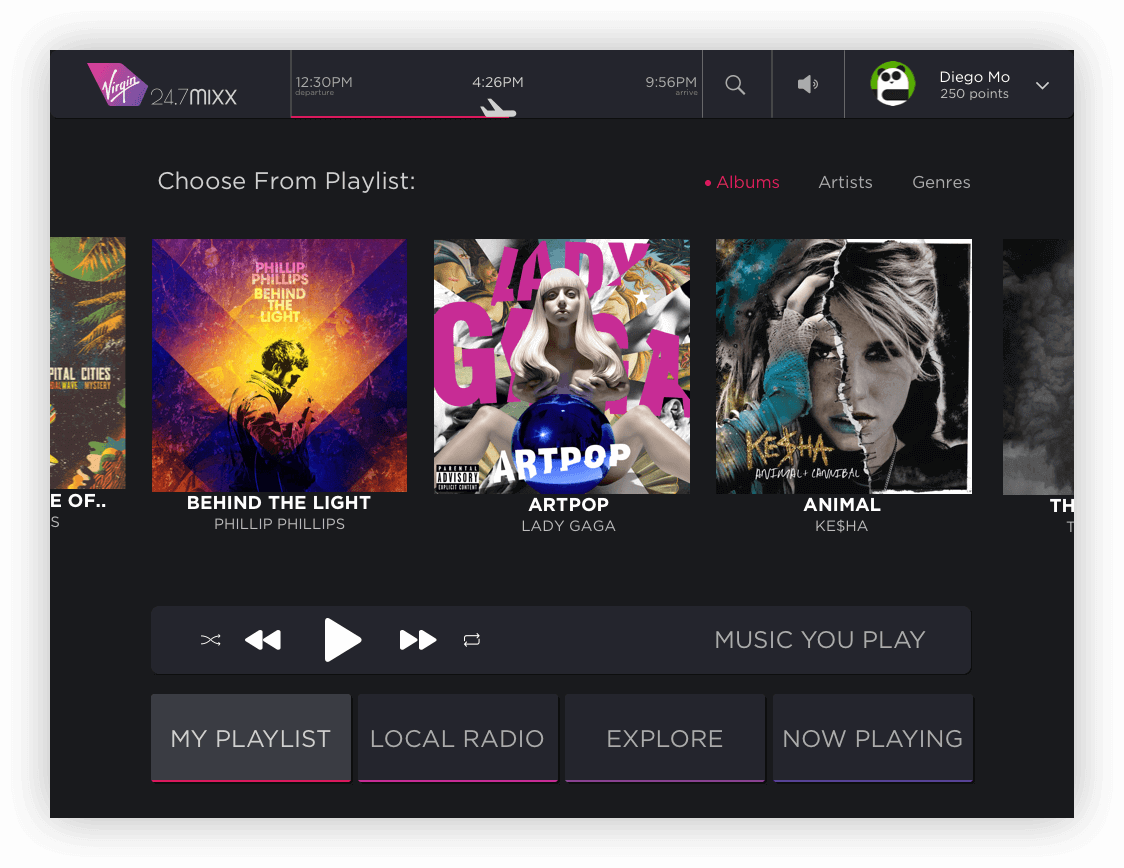 Virgin
24.7MIXX
12:30PM
departure
4:26PM
9:56PM
arrive
Diego Mo
250 points
Choose From Playlist:
• Albums
Artists
Genres
PITAL CITIES
WAVE MYSTERY
E OF..
S
PHILLIP
PHILLIPS
BEHIND
THE
LIGHT
BEHIND THE LIGHT
PHILLIP PHILLIPS
LADY
GAGA
ARTPOP
PARENTAL
ADVISORY
EXPLICIT CONTENT
ARTPOP
LADY GAGA
KE$HA
ANIMAL + CANNIBAL
ANIMAL
KE$HA
TH
T
MUSIC YOU PLAY
MY PLAYLIST
LOCAL RADIO
EXPLORE
NOW PLAYING